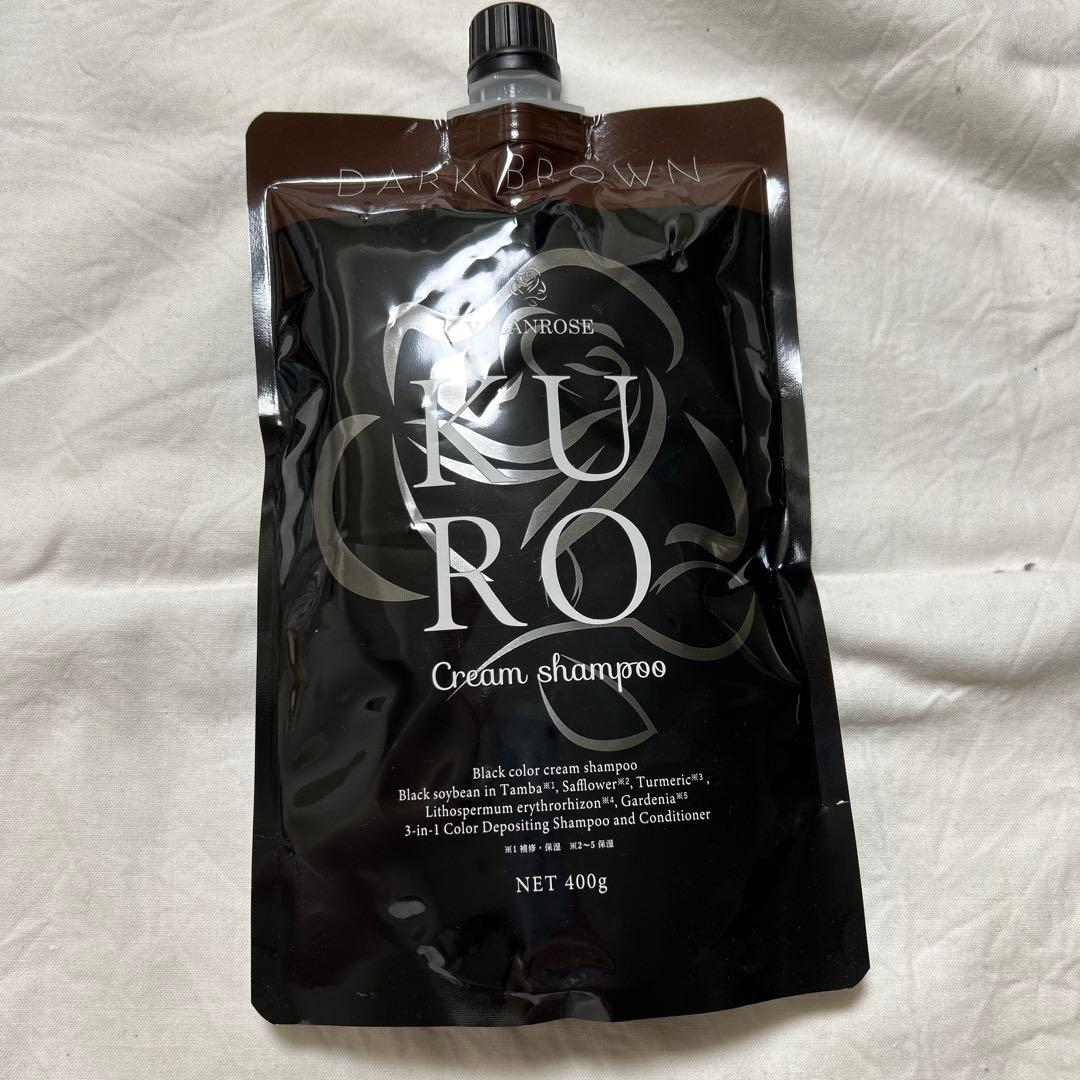 DARK BROWN
KU
RO
Cream shampoo
Black color cream shampoo
Black soybean in Tamba※1, Safflower※2, Turmeric※3,
Lithospermum erythrorhizon※4, Gardenia※5
3-in-1 Color Depositing Shampoo and Conditioner
※1 補修・保湿 ※2〜5 保湿
NET 400g